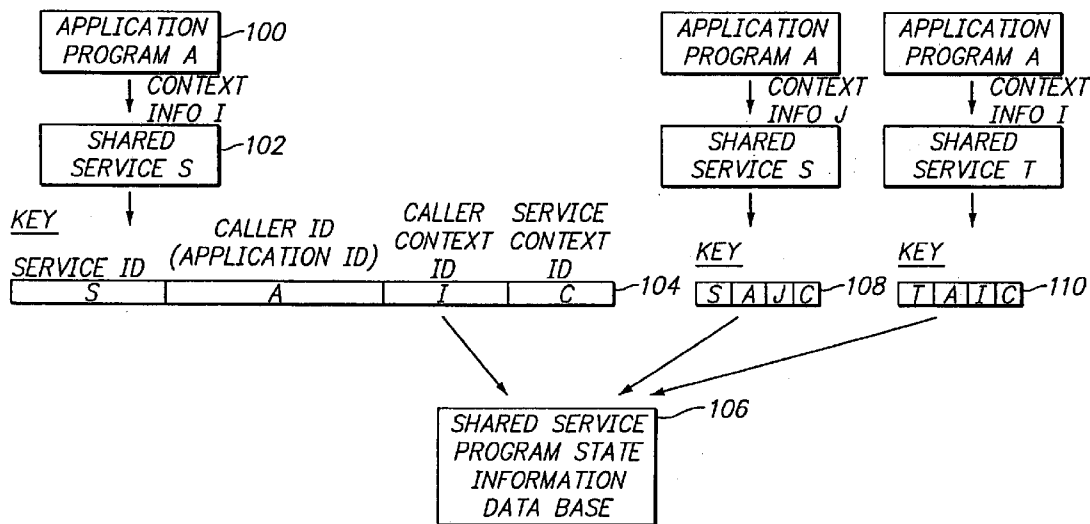 APPLICATION
PROGRAM A
100
CONTEXT
INFO I
SHARED
SERVICE S
102
KEY
SERVICE ID
CALLER ID
(APPLICATION ID)
CALLER
CONTEXT
ID
SERVICE
CONTEXT
ID
S A I C
104
APPLICATION
PROGRAM A
CONTEXT
INFO J
SHARED
SERVICE S
KEY
S A J C
108
APPLICATION
PROGRAM A
CONTEXT
INFO I
SHARED
SERVICE T
KEY
T A I C
110
SHARED SERVICE
PROGRAM STATE
INFORMATION
DATA BASE
106